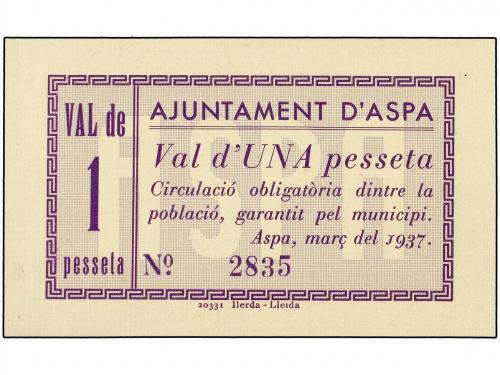 VAL de
1
pesseta
AJUNTAMENT D'ASPA
Val d'UNA pesseta
Circulació obligatòria dintre la
població, garantit pel municipi.
Aspa, març del 1937.
Nº 2835
ASPA
20331 Ilerda - Lleida